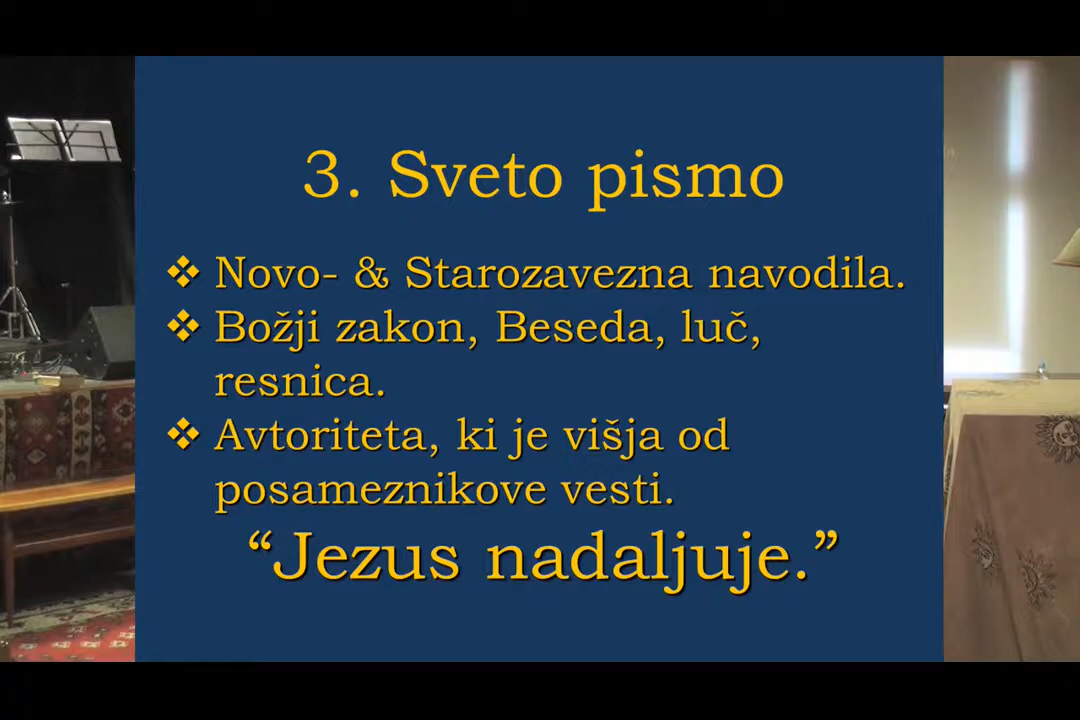 3. Sveto pismo
❖ Novo- & Starozavezna navodila.
❖ Božji zakon, Beseda, luč,
resnica.
❖ Avtoriteta, ki je višja od
posameznikove vesti.
“Jezus nadaljuje.”